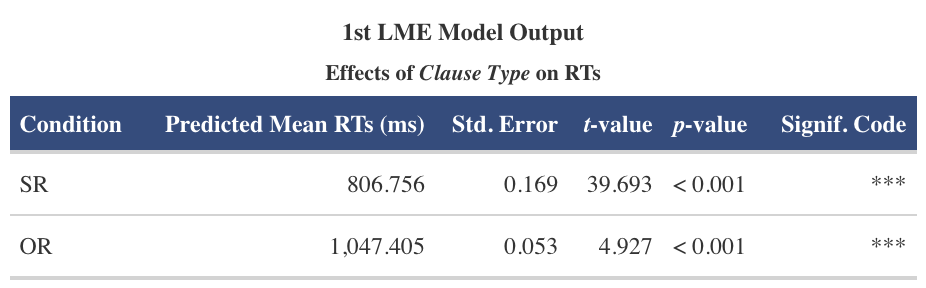 1st LME Model Output
Effects of Clause Type on RTs
Condition Predicted Mean RTs (ms) Std. Error t-value p-value Signif. Code
SR 806.756 0.169 39.693 < 0.001 ***
OR 1,047.405 0.053 4.927 < 0.001 ***